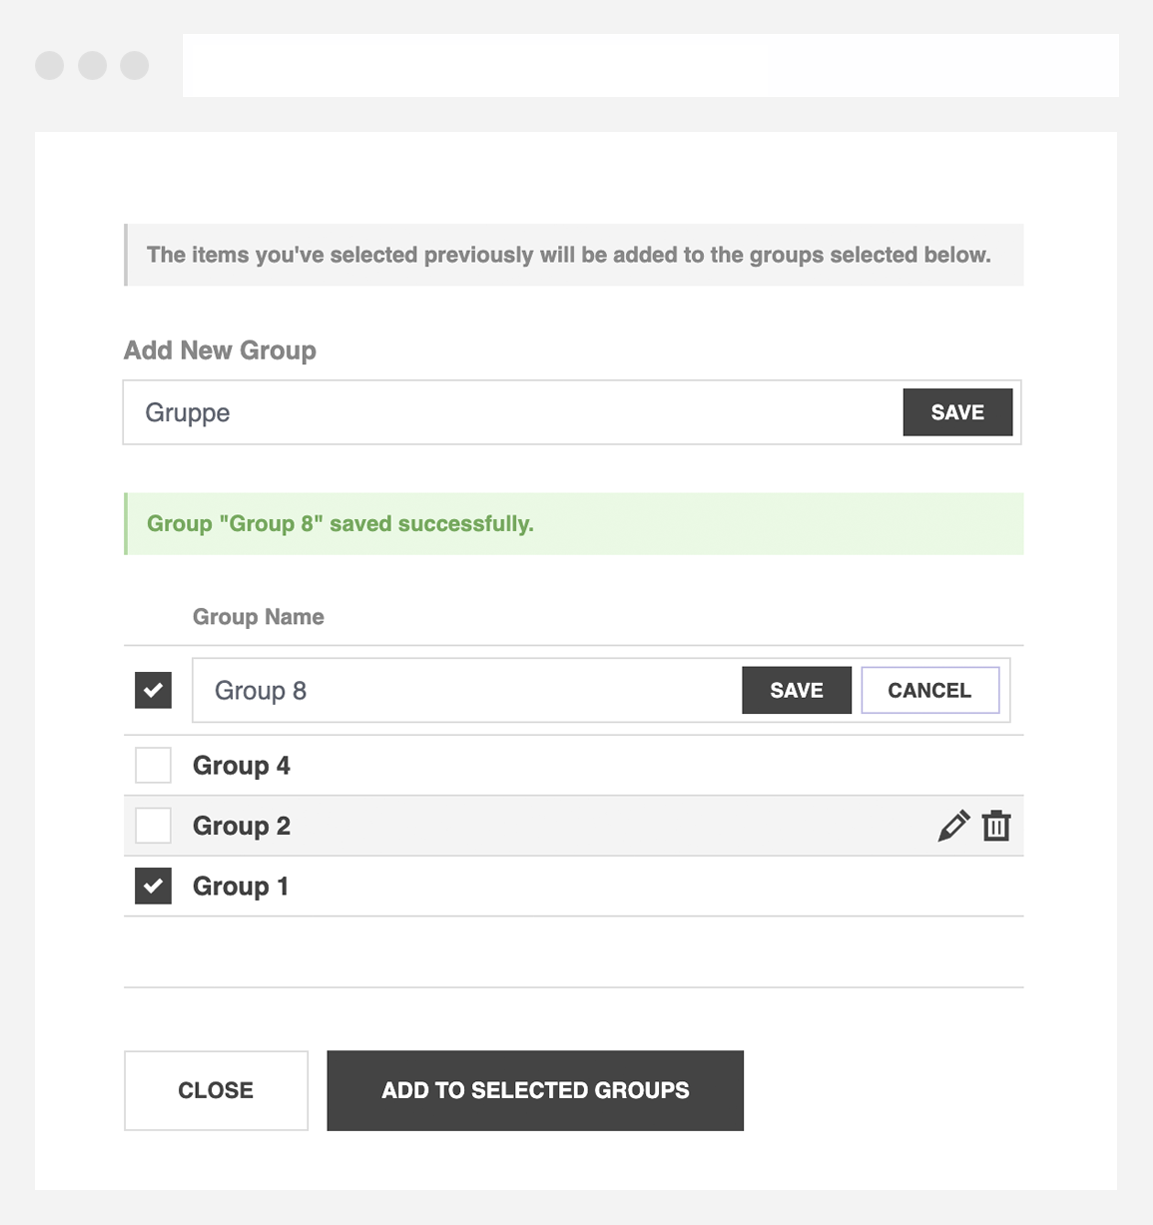 The items you've selected previously will be added to the groups selected below.
Add New Group
Gruppe
SAVE
Group "Group 8" saved successfully.
Group Name
Group 8
SAVE
CANCEL
Group 4
Group 2
Group 1
CLOSE
ADD TO SELECTED GROUPS